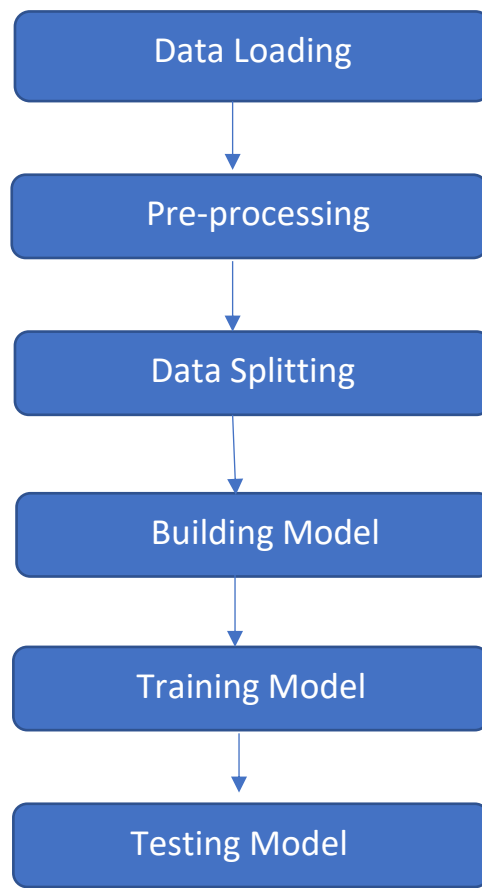 Data Loading
Pre-processing
Data Splitting
Building Model
Training Model
Testing Model